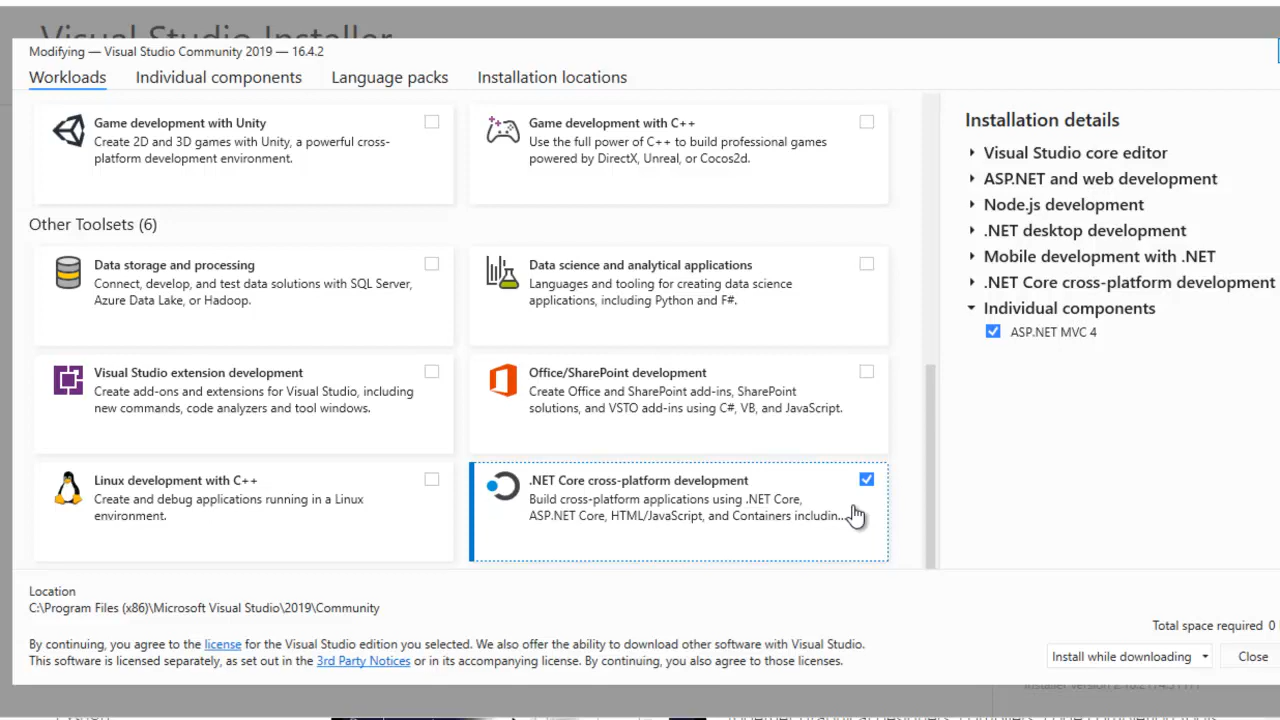 Visual Studio Installer
Modifying — Visual Studio Community 2019 — 16.4.2
Workloads Individual components Language packs Installation locations
Game development with Unity
Create 2D and 3D games with Unity, a powerful cross-
platform development environment.
Game development with C++
Use the full power of C++ to build professional games
powered by DirectX, Unreal, or Cocos2d.
Other Toolsets (6)
Data storage and processing
Connect, develop, and test data solutions with SQL Server,
Azure Data Lake, or Hadoop.
Data science and analytical applications
Languages and tooling for creating data science
applications, including Python and F#.
Visual Studio extension development
Create add-ons and extensions for Visual Studio, including
new commands, code analyzers and tool windows.
Office/SharePoint development
Create Office and SharePoint add-ins, SharePoint
solutions, and VSTO add-ins using C#, VB, and JavaScript.
Linux development with C++
Create and debug applications running in a Linux
environment.
.NET Core cross-platform development
Build cross-platform applications using .NET Core,
ASP.NET Core, HTML/JavaScript, and Containers includin...
Installation details
Visual Studio core editor
ASP.NET and web development
Node.js development
.NET desktop development
Mobile development with .NET
.NET Core cross-platform development
Individual components
ASP.NET MVC 4
Location
C:\Program Files (x86)\Microsoft Visual Studio\2019\Community
By continuing, you agree to the license for the Visual Studio edition you selected. We also offer the ability to download other software with Visual Studio.
This software is licensed separately, as set out in the 3rd Party Notices or in its accompanying license. By continuing, you also agree to those licenses.
Total space required 0
Install while downloading
Close